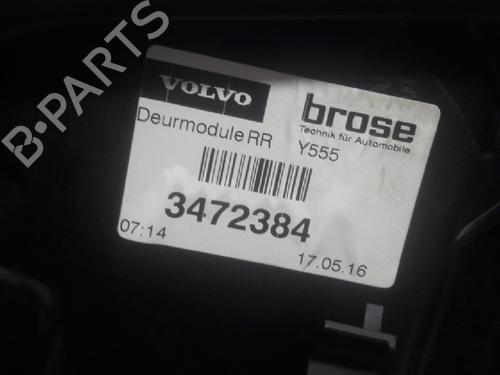 B-PARTS
VOLVO
brose
Technik für Automobile
Deurmodule RR
Y555
3472384
07:14
17.05.16